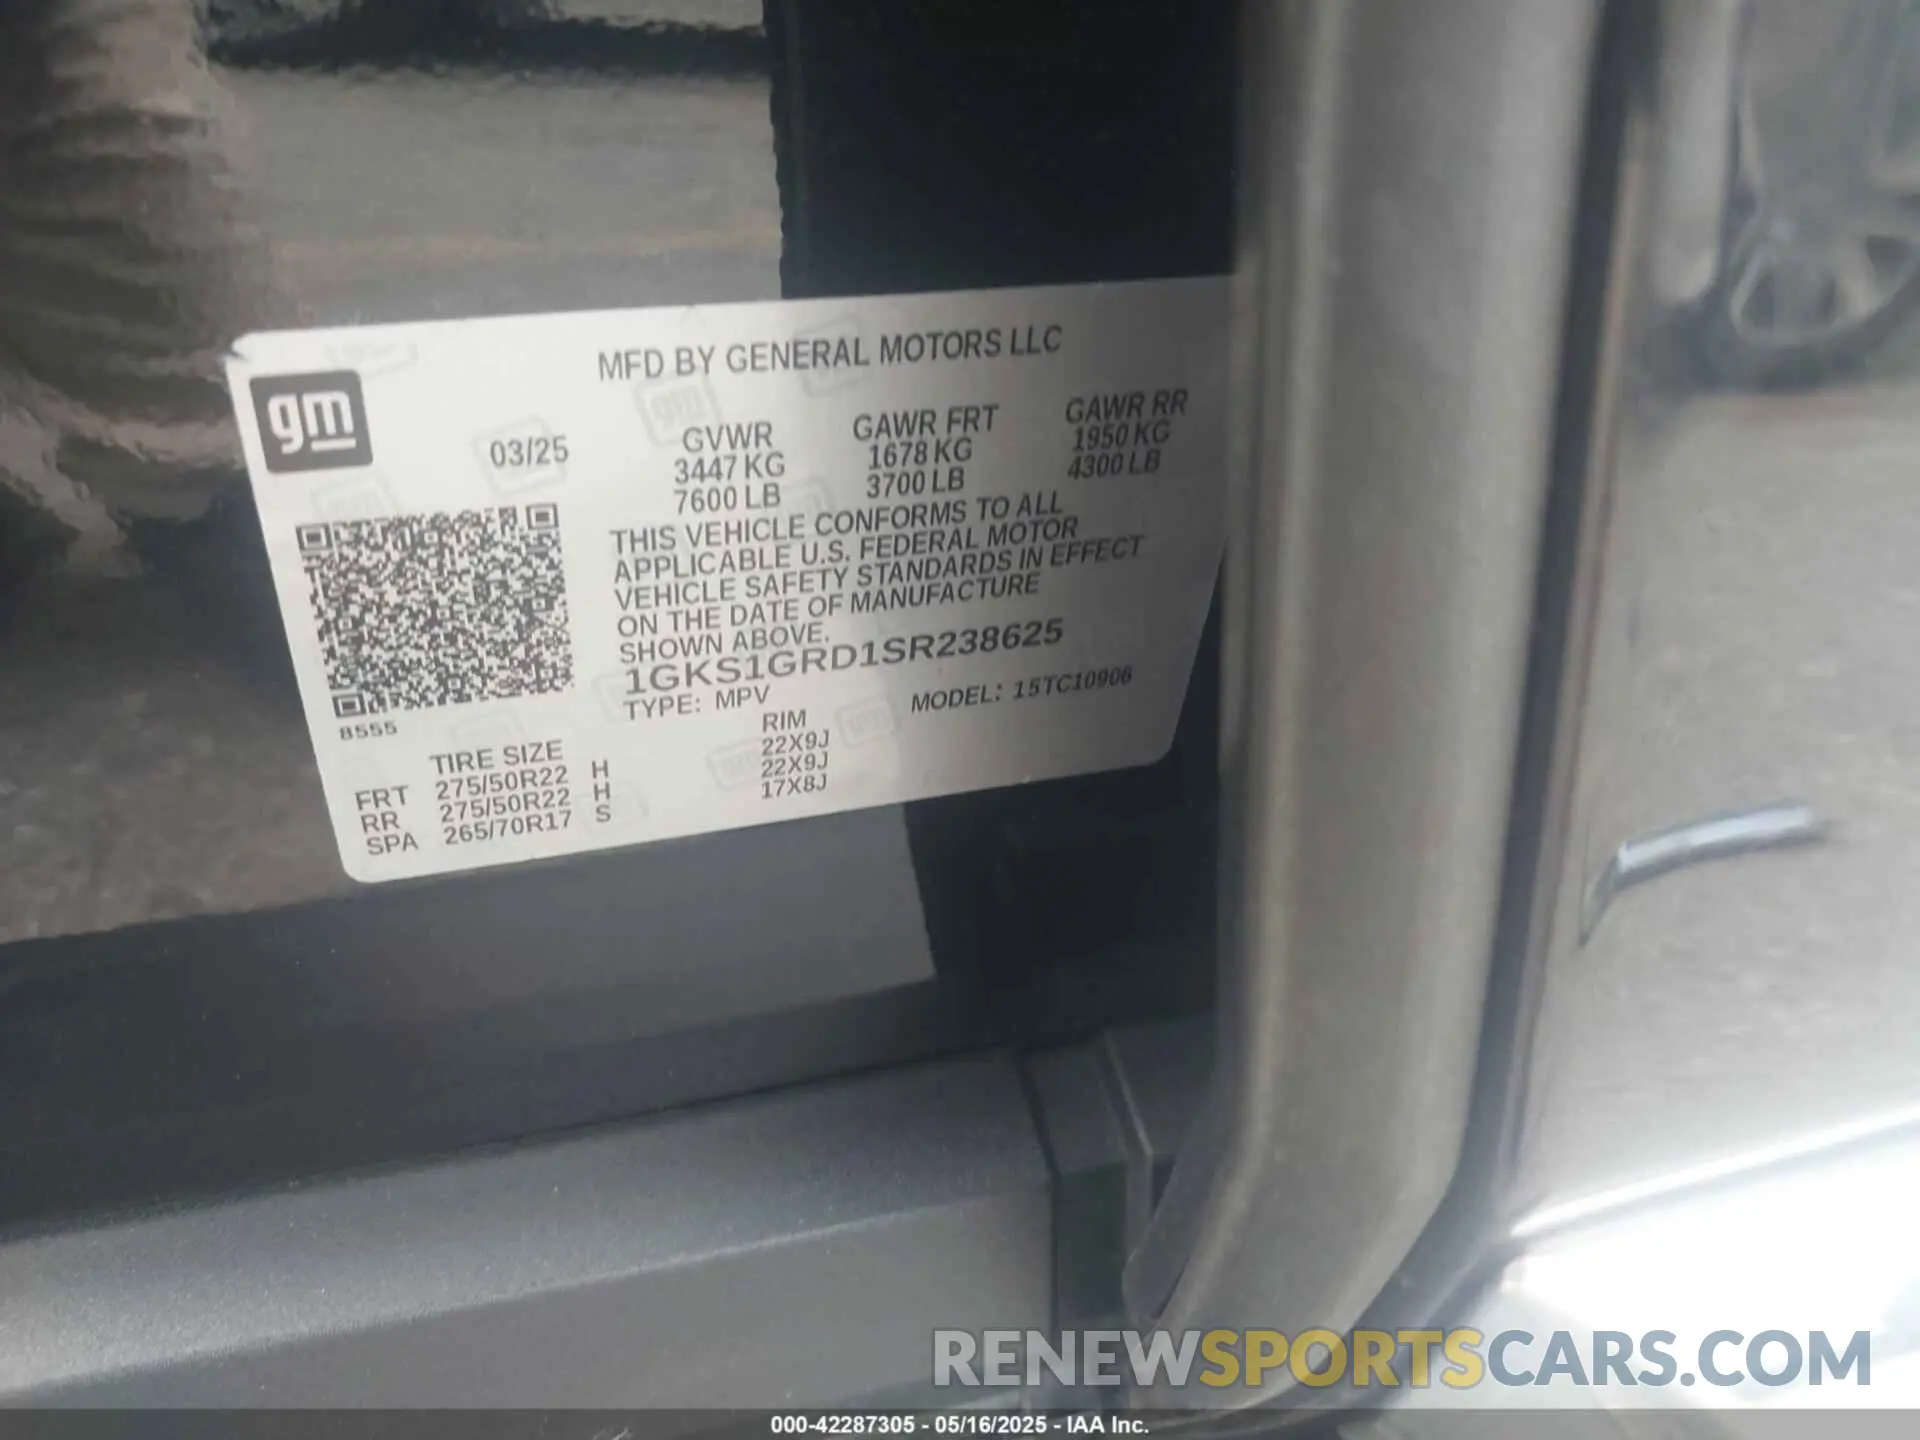 MFD BY GENERAL MOTORS LLC
gm
03/25
GVWR GAWR FRT GAWR RR
3447 KG 1678 KG 1950 KG
7600 LB 3700 LB 4300 LB
THIS VEHICLE CONFORMS TO ALL
APPLICABLE U.S. FEDERAL MOTOR
VEHICLE SAFETY STANDARDS IN EFFECT
ON THE DATE OF MANUFACTURE
SHOWN ABOVE.
1GKS1GRD1SR238625
TYPE: MPV MODEL: 15TC10906
8555
TIRE SIZE RIM
FRT 275/50R22 H 22X9J
RR 275/50R22 H 22X9J
SPA 265/70R17 S 17X8J
RENEWSPORTSCARS.COM
000-42287305 - 05/16/2025 - IAA Inc.